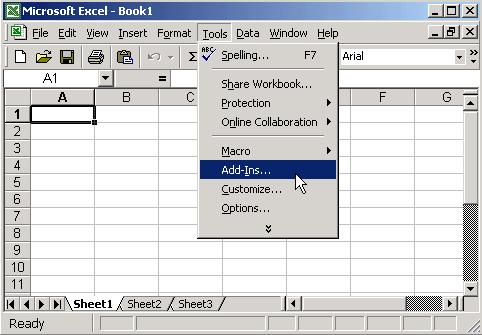 Microsoft Excel - Book1
File Edit View Insert Format Tools Data Window Help
Σ Arial
A1 =
A B C F G
1
2
3
4
5
6
7
8
9
10
11
ABC Spelling... F7
Share Workbook...
Protection
Online Collaboration
Macro
Add-Ins...
Customize...
Options...
Sheet1 Sheet2 Sheet3
Ready